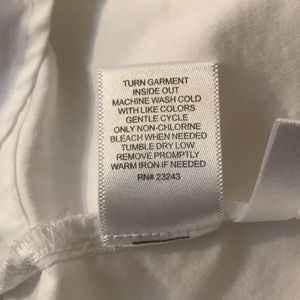 TURN GARMENT
INSIDE OUT
MACHINE WASH COLD
WITH LIKE COLORS
GENTLE CYCLE
ONLY NON-CHLORINE
BLEACH WHEN NEEDED
TUMBLE DRY LOW
REMOVE PROMPTLY
WARM IRON IF NEEDED
RN# 23243